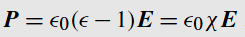 P = ϵ₀(ϵ − 1)E = ϵ₀χE